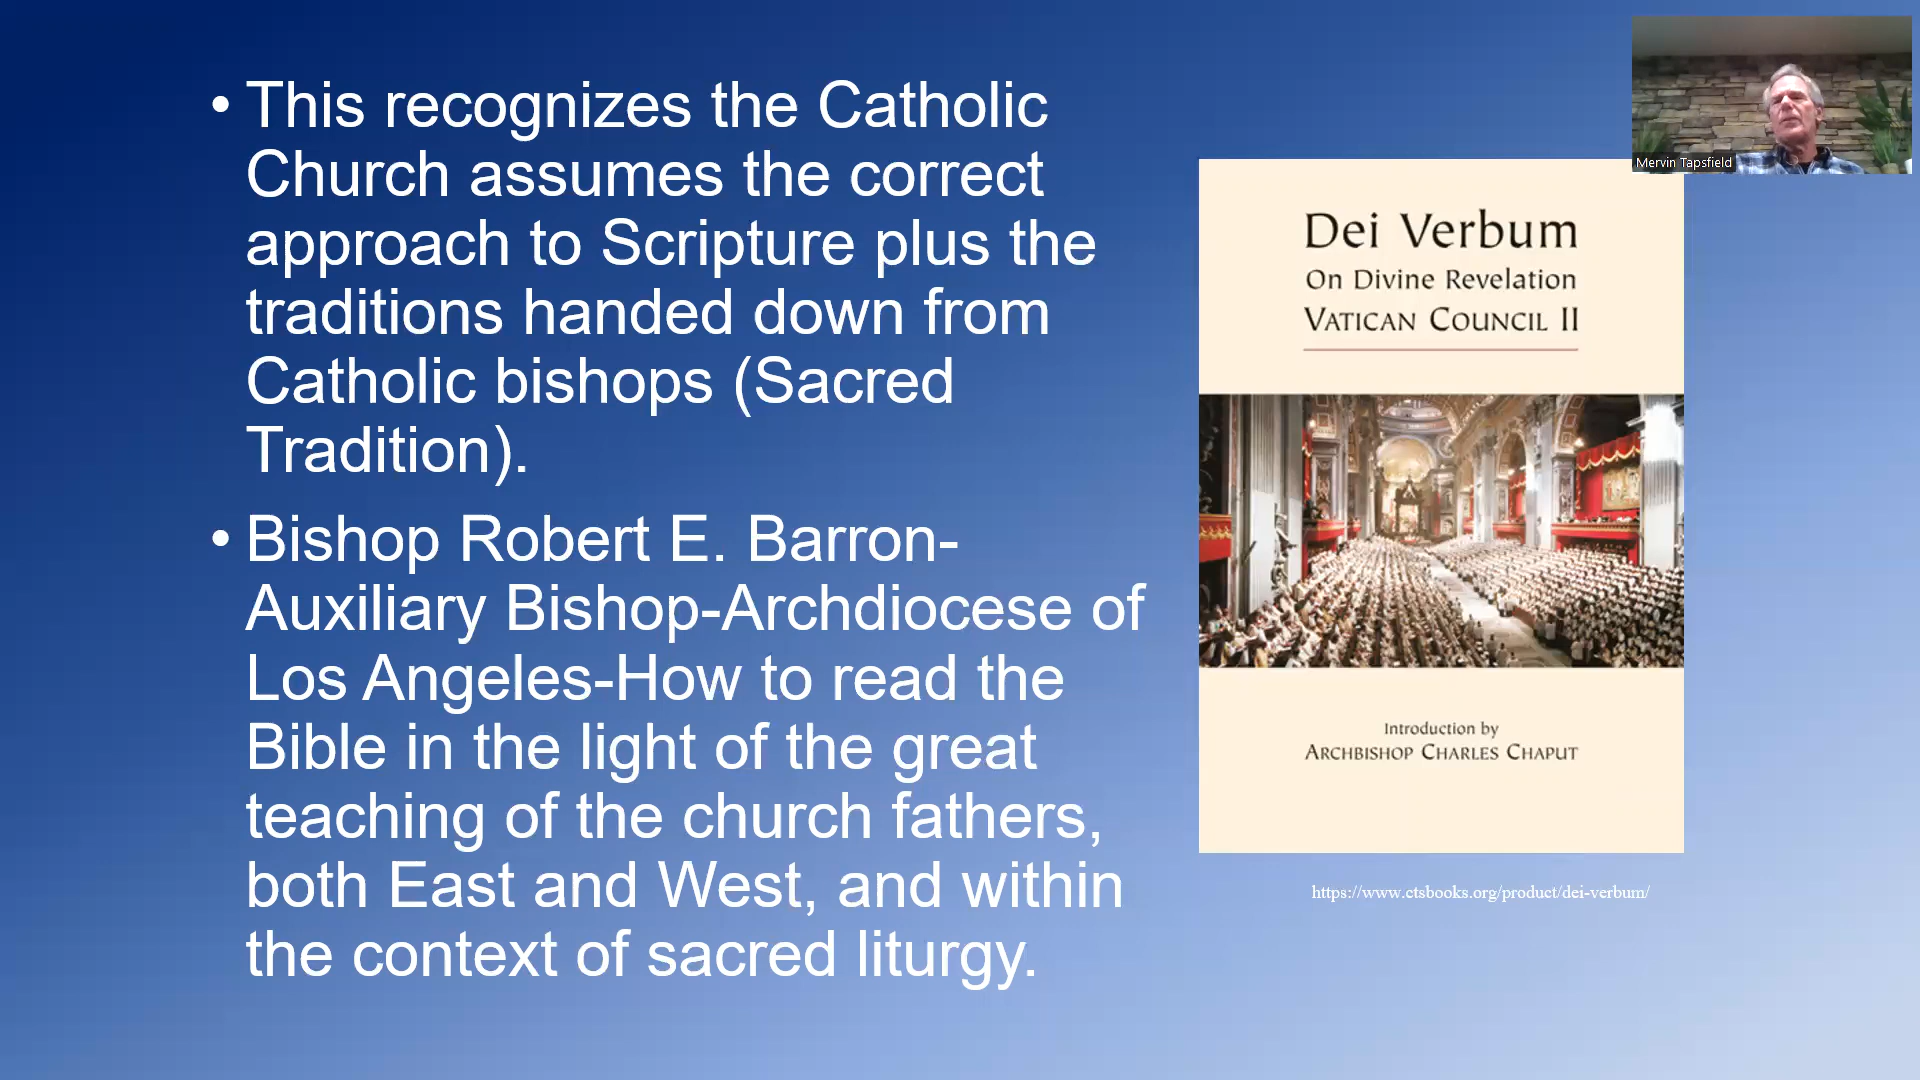 • This recognizes the Catholic
Church assumes the correct
approach to Scripture plus the
traditions handed down from
Catholic bishops (Sacred
Tradition).
• Bishop Robert E. Barron-
Auxiliary Bishop-Archdiocese of
Los Angeles-How to read the
Bible in the light of the great
teaching of the church fathers,
both East and West, and within
the context of sacred liturgy.
Mervin Tapsfield
Dei Verbum
On Divine Revelation
VATICAN COUNCIL II
Introduction by
ARCHBISHOP CHARLES CHAPUT
https://www.ctsbooks.org/product/dei-verbum/